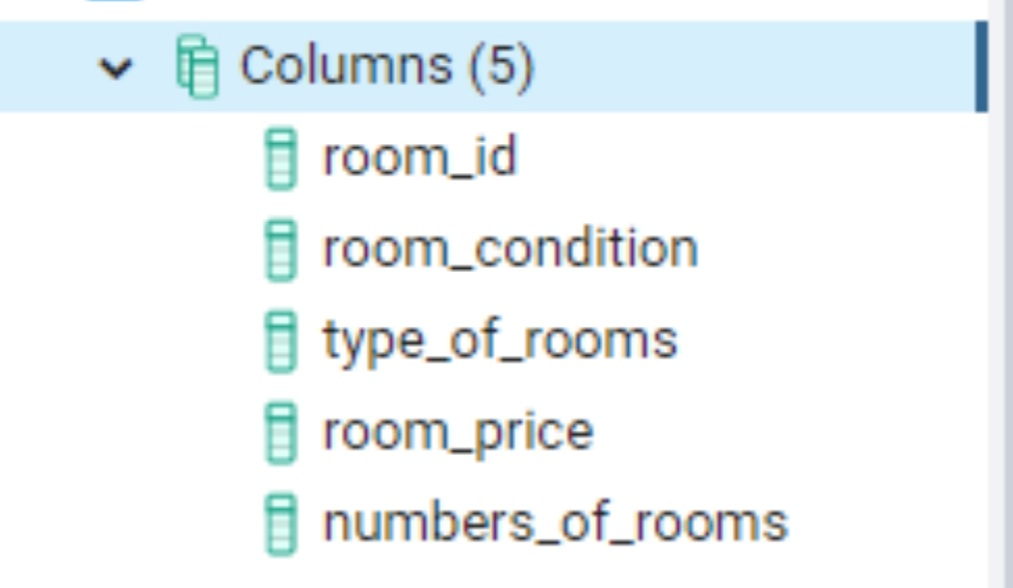 Columns (5)
room_id
room_condition
type_of_rooms
room_price
numbers_of_rooms